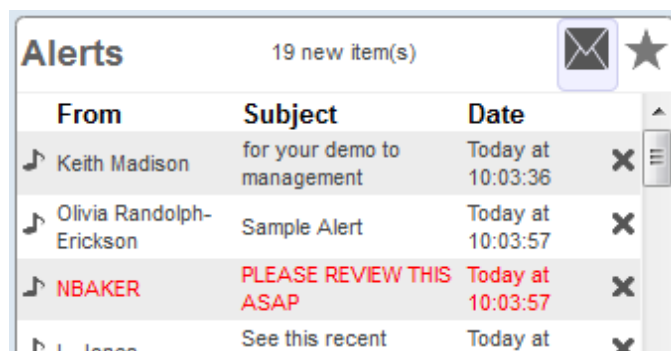 Alerts 19 new item(s)
From Subject Date
Keith Madison
for your demo to
management
Today at
10:03:36
Olivia Randolph-
Erickson
Sample Alert
Today at
10:03:57
NBAKER
PLEASE REVIEW THIS
ASAP
Today at
10:03:57
See this recent
Today at